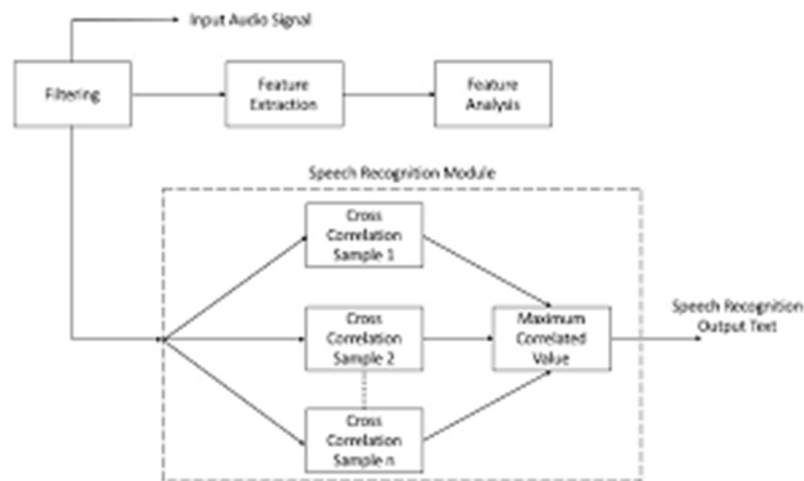 Input Audio Signal
Filtering
Feature
Extraction
Feature
Analysis
Speech Recognition Module
Cross
Correlation
Sample 1
Cross
Correlation
Sample 2
Cross
Correlation
Sample n
Maximum
Correlated
Value
Speech Recognition
Output Text